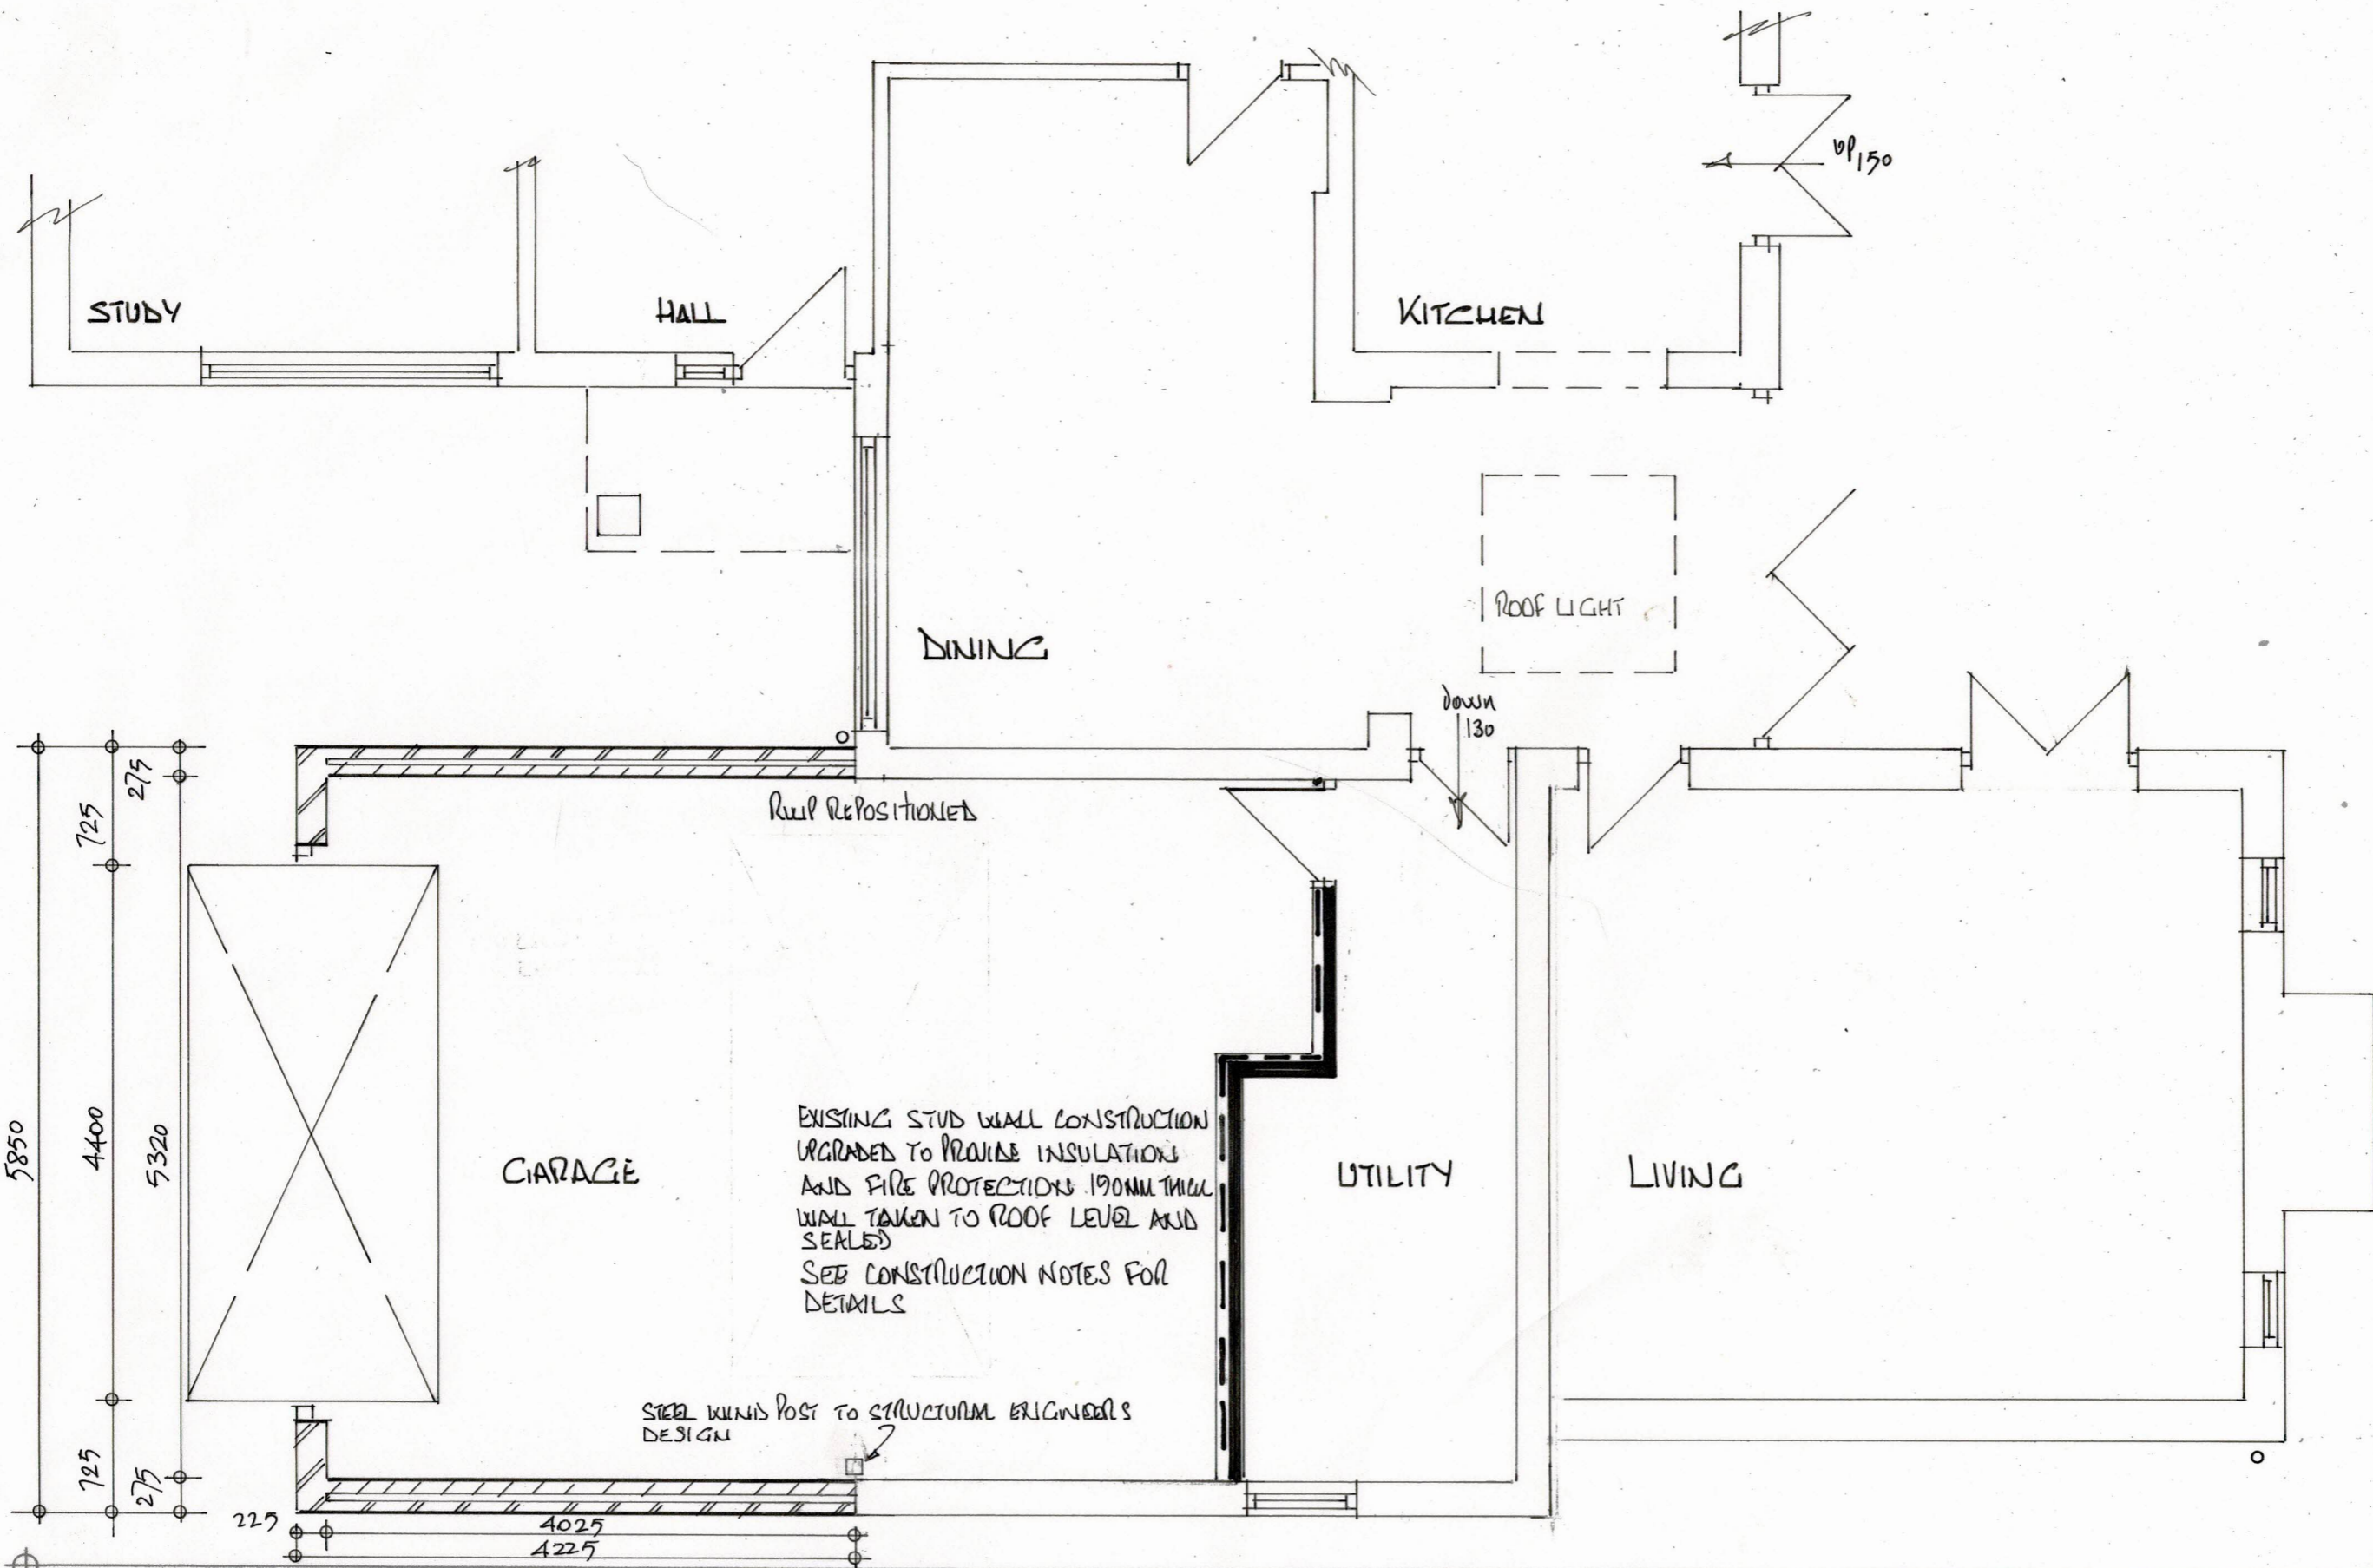 UP 150
STUDY
HALL
KITCHEN
ROOF LIGHT
DINING
DOWN
130
275
725
RWP REPOSITIONED
5850
4400
5320
GARAGE
EXISTING STUD WALL CONSTRUCTION
UPGRADED TO PROVIDE INSULATION
AND FIRE PROTECTION. 190MM THICK
WALL TAKEN TO ROOF LEVEL AND
SEALED
SEE CONSTRUCTION NOTES FOR
DETAILS
UTILITY
LIVING
STEEL WIND POST TO STRUCTURAL ENGINEERS
DESIGN
725
275
225
4025
4225